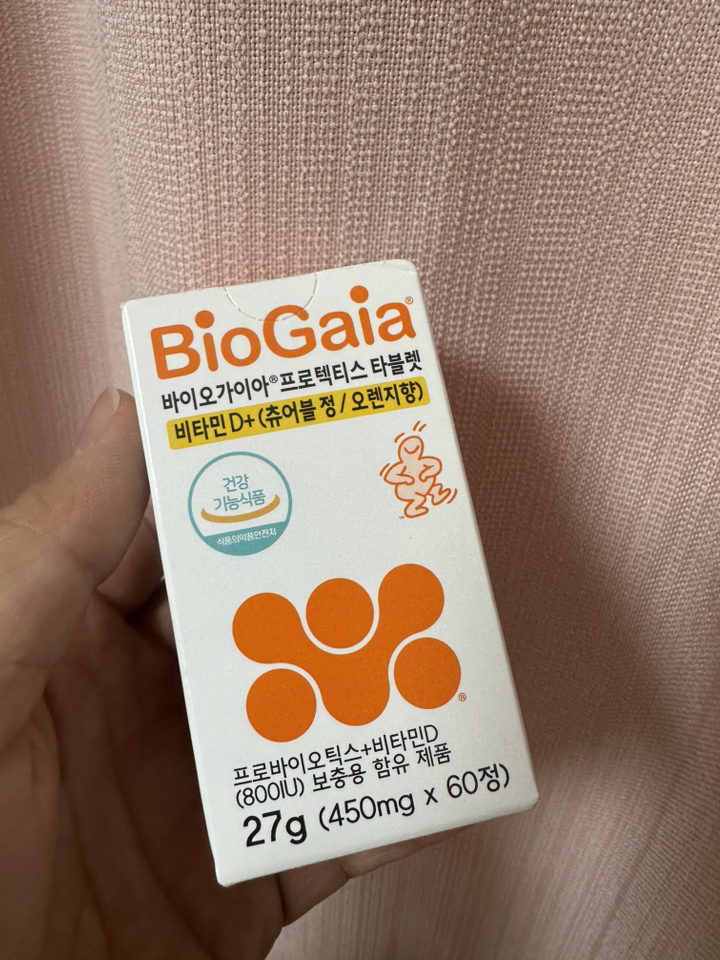 BioGaia®
바이오가이아® 프로텍티스 타블렛
비타민 D+ (츄어블 정 / 오렌지향)
건강
기능식품
식품의약품안전처
™
®
프로바이오틱스+비타민D
(800IU) 보충용 함유 제품
27g (450mg x 60정)